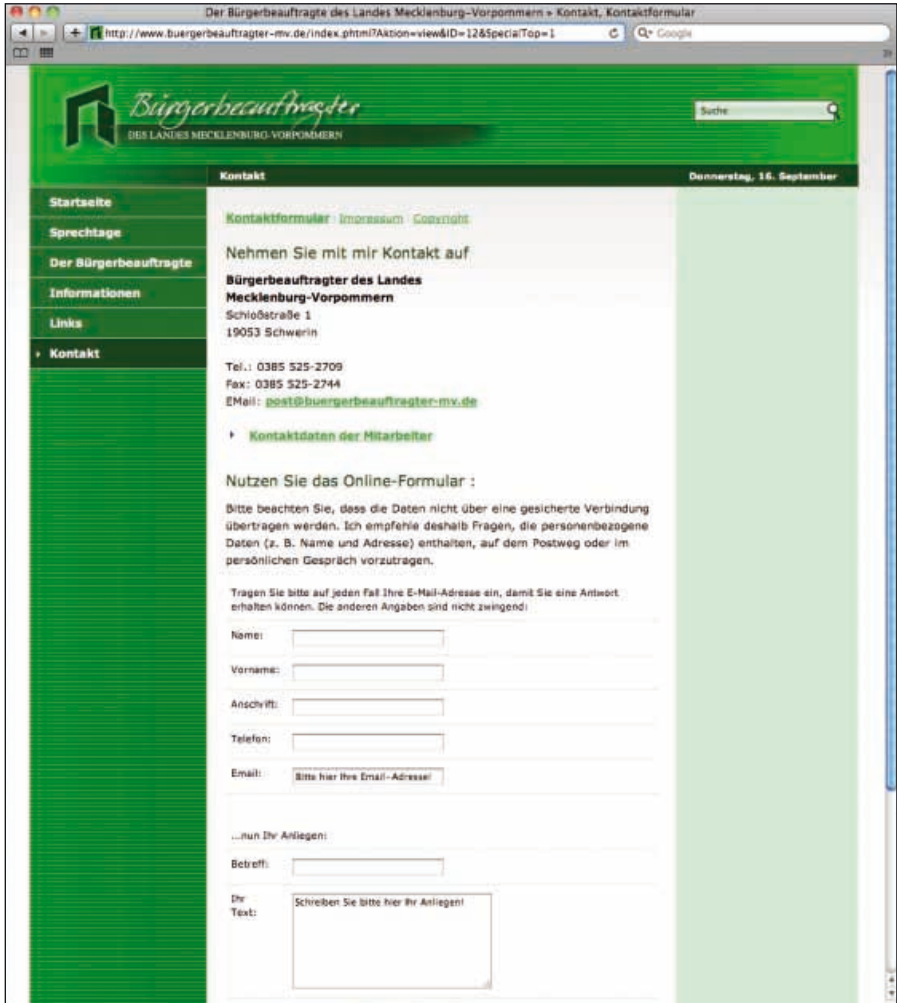 Der Bürgerbeauftragte des Landes Mecklenburg-Vorpommern » Kontakt, Kontaktformular
http://www.buergerbeauftragter-mv.de/index.phtml?Aktion=view&ID=12&SpecialTop=1
Google
Bürgerbeauftragter
DES LANDES MECKLENBURG-VORPOMMERN
Suche
Kontakt
Donnerstag, 16. September
Startseite
Sprechtage
Der Bürgerbeauftragte
Informationen
Links
Kontakt
Kontaktformular Impressum Copyright
Nehmen Sie mit mir Kontakt auf
Bürgerbeauftragter des Landes
Mecklenburg-Vorpommern
Schloßstraße 1
19053 Schwerin
Tel.: 0385 525-2709
Fax: 0385 525-2744
EMail: post@buergerbeauftragter-mv.de
Kontaktdaten der Mitarbeiter
Nutzen Sie das Online-Formular :
Bitte beachten Sie, dass die Daten nicht über eine gesicherte Verbindung
übertragen werden. Ich empfehle deshalb Fragen, die personenbezogene
Daten (z. B. Name und Adresse) enthalten, auf dem Postweg oder im
persönlichen Gespräch vorzutragen.
Tragen Sie bitte auf jeden Fall Ihre E-Mail-Adresse ein, damit Sie eine Antwort
erhalten können. Die anderen Angaben sind nicht zwingend:
Name:
Vorname:
Anschrift:
Telefon:
Email: Bitte hier Ihre Email-Adresse!
...nun Ihr Anliegen:
Betreff:
Ihr
Text:
Schreiben Sie bitte hier Ihr Anliegen!